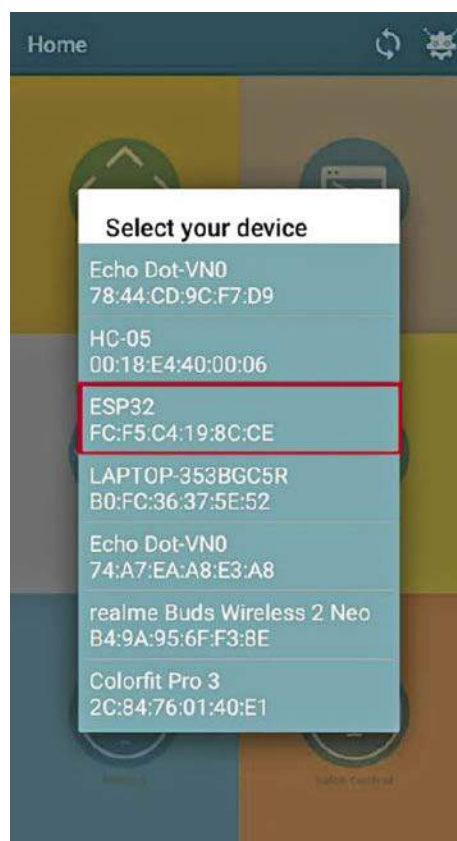 Home
Select your device
Echo Dot-VN0
78:44:CD:9C:F7:D9
HC-05
00:18:E4:40:00:06
ESP32
FC:F5:C4:19:8C:CE
LAPTOP-353BGC5R
B0:FC:36:37:5E:52
Echo Dot-VN0
74:A7:EA:A8:E3:A8
realme Buds Wireless 2 Neo
B4:9A:95:6F:F3:8E
Colorfit Pro 3
2C:84:76:01:40:E1
Control